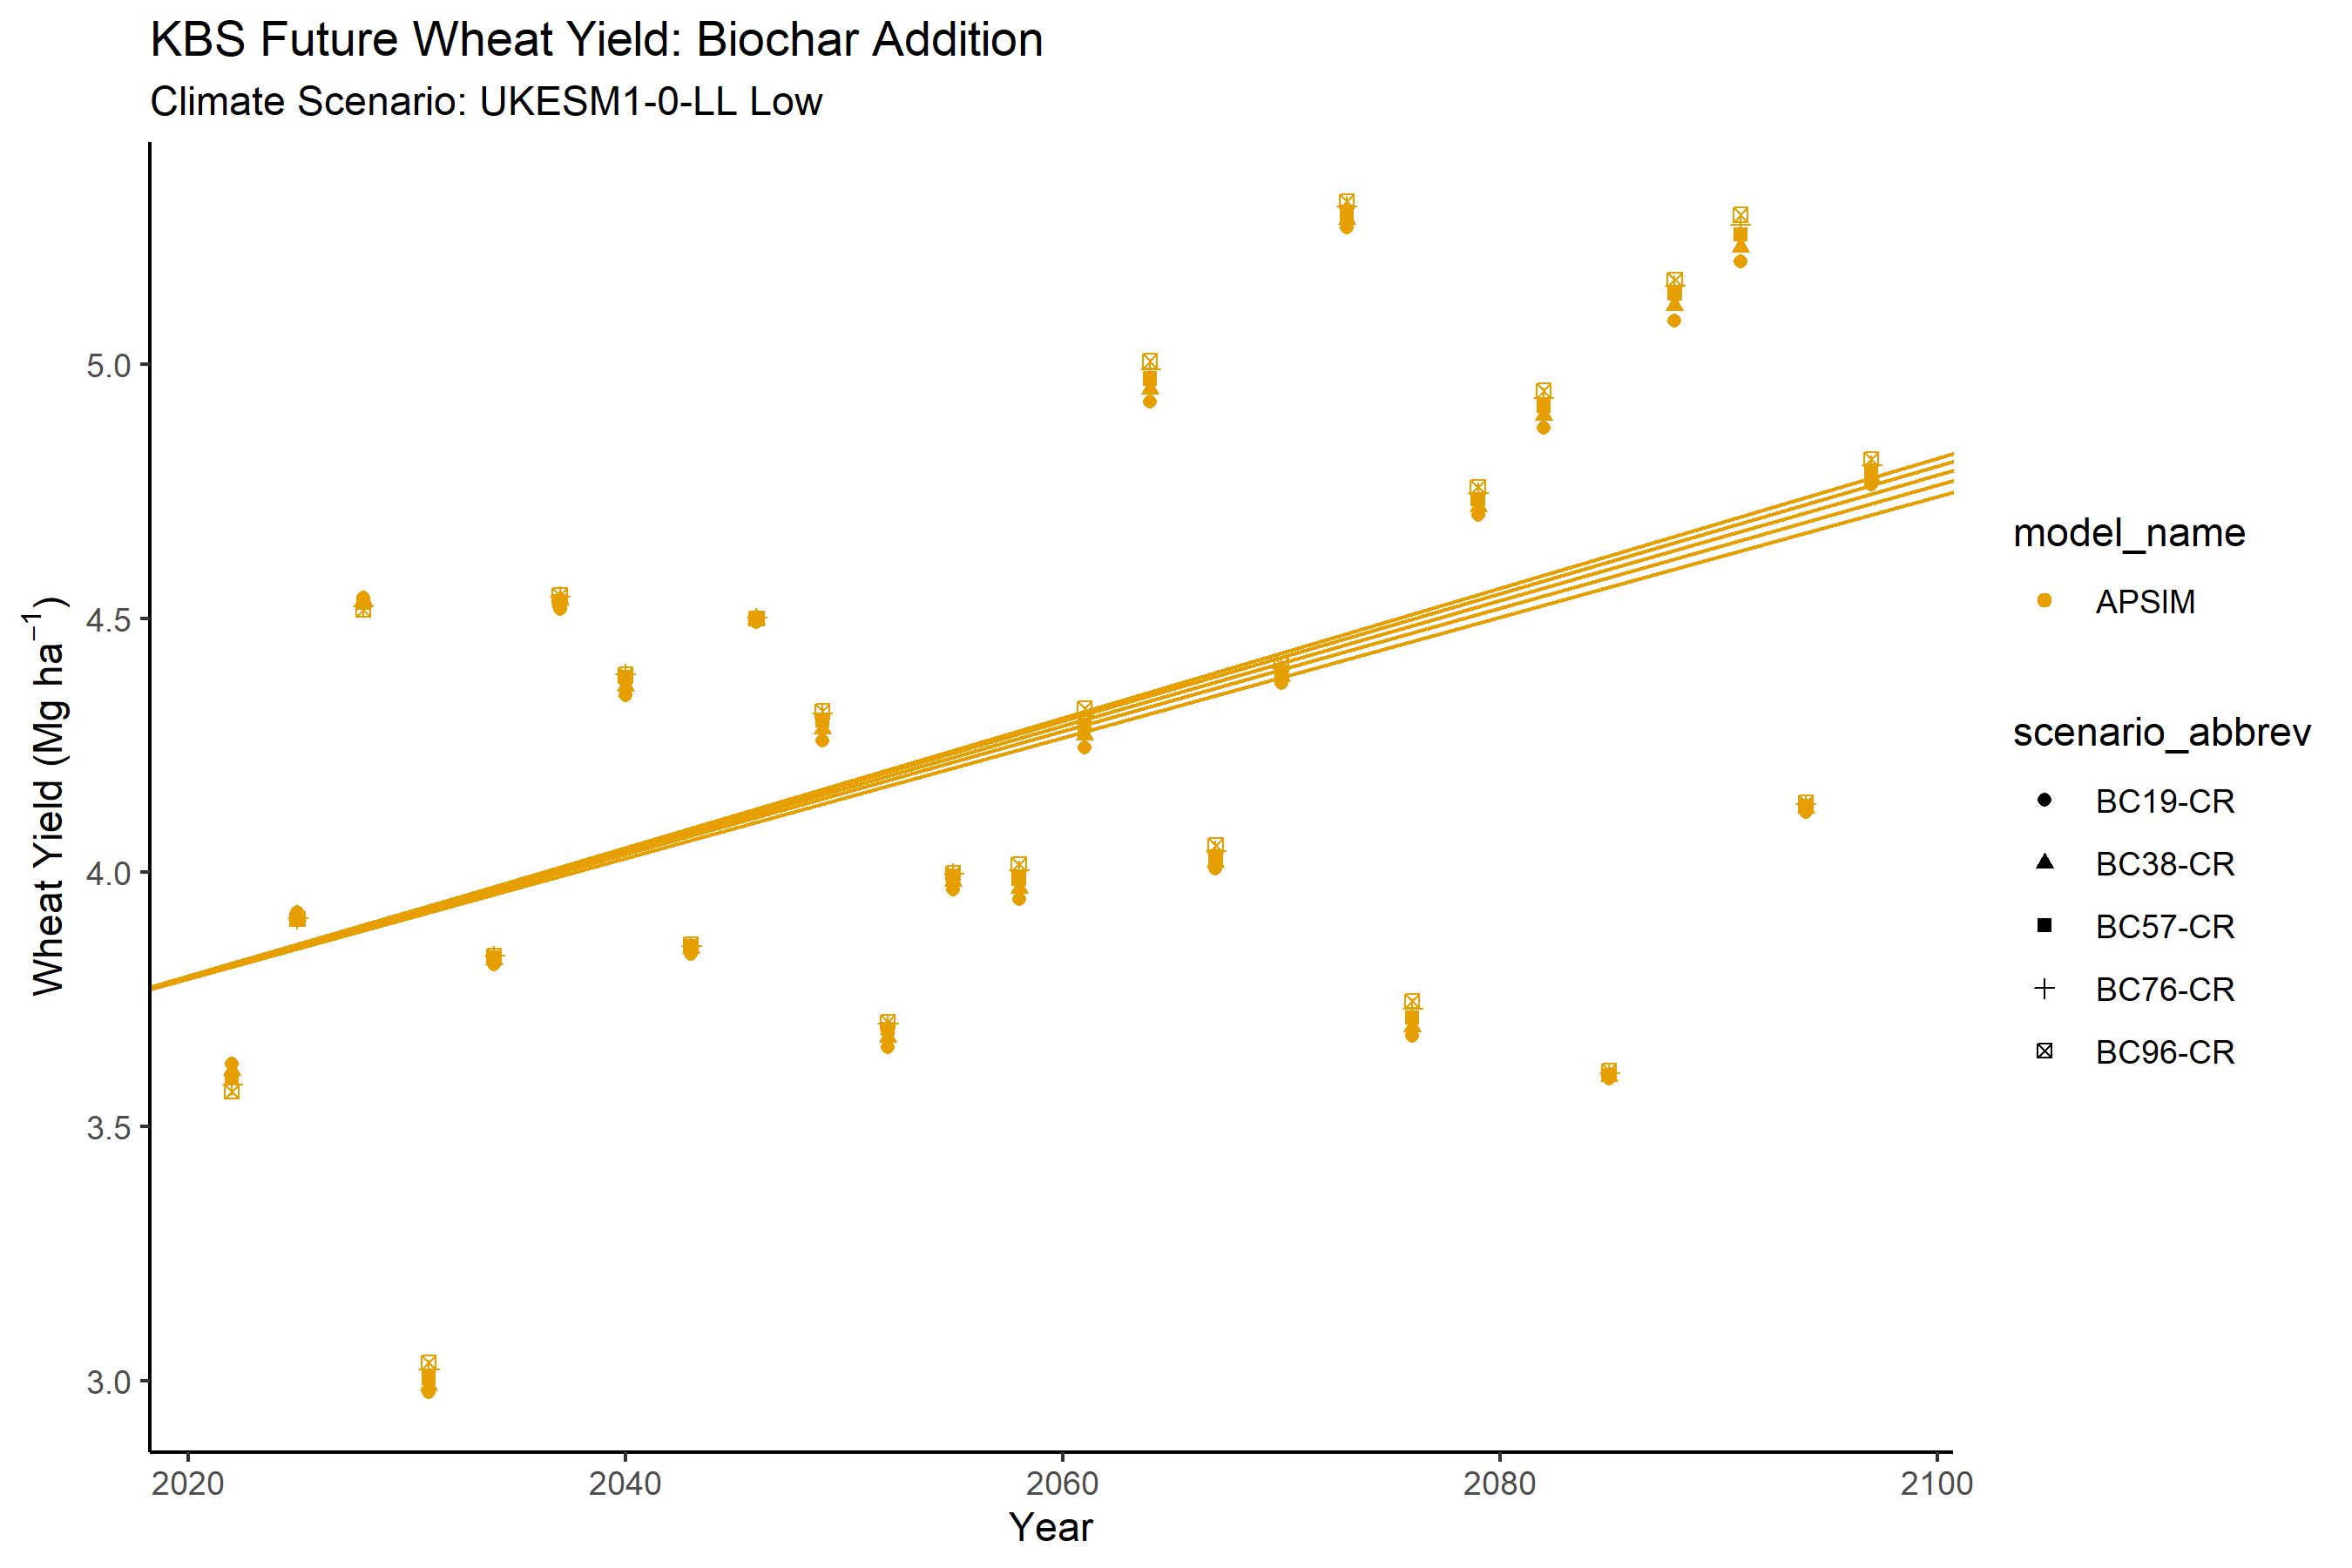 KBS Future Wheat Yield: Biochar Addition
Climate Scenario: UKESM1-0-LL Low
Wheat Yield (Mg ha⁻¹)
5.0
4.5
4.0
3.5
3.0
2020 2040 2060 2080 2100
Year
model_name
APSIM
scenario_abbrev
BC19-CR
BC38-CR
BC57-CR
BC76-CR
BC96-CR